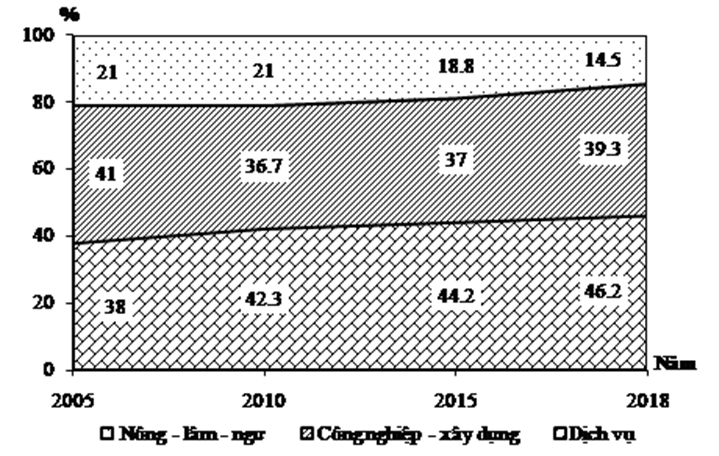 %
100
21 21 18.8 14.5
80
41 36.7 37 39.3
60
40
38 42.3 44.2 46.2
20
0
Năm
2005 2010 2015 2018
Nông - lâm - ngư Công nghiệp - xây dựng Dịch vụ